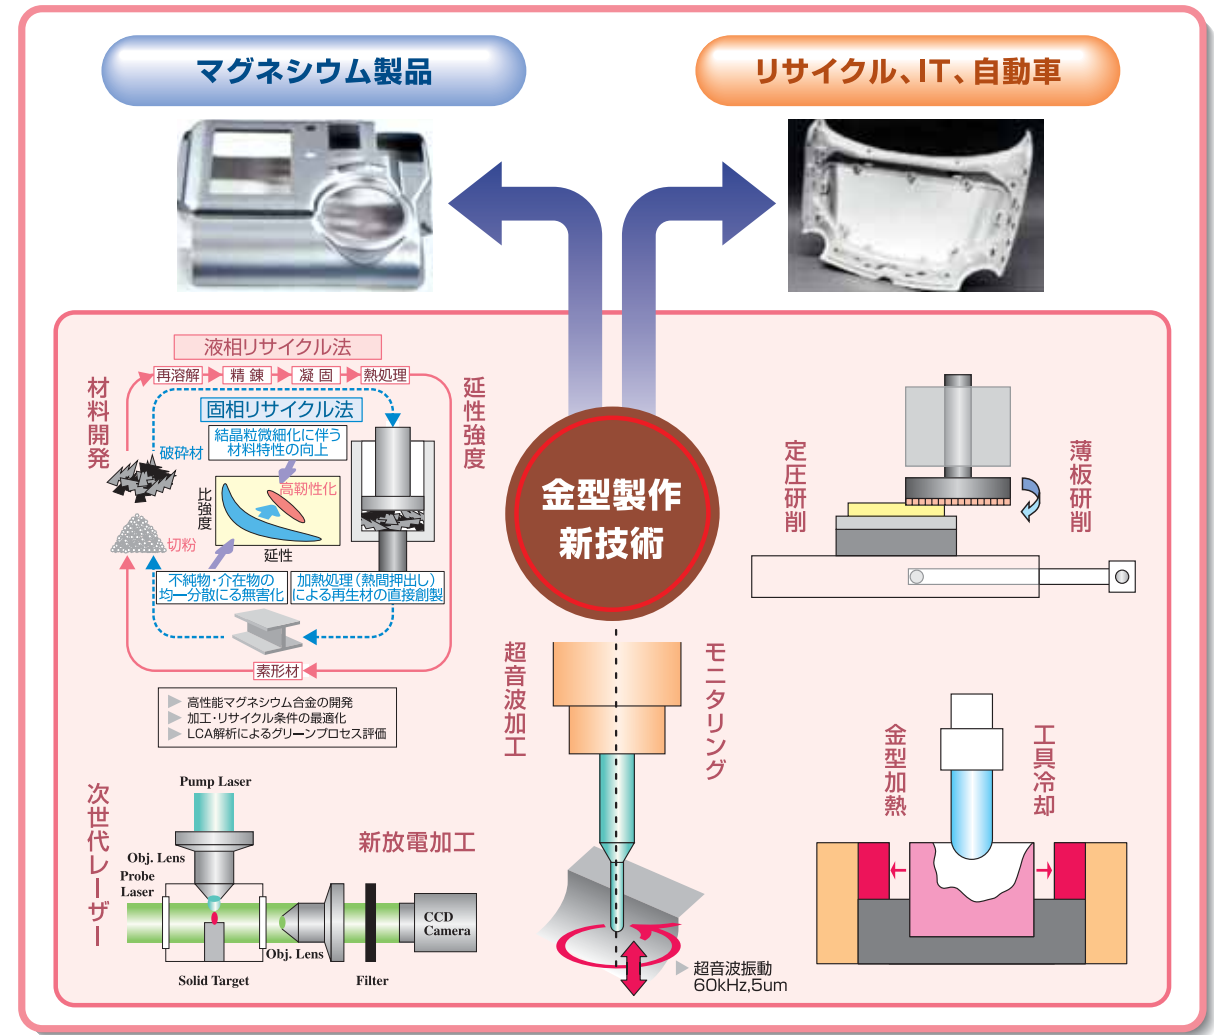 マグネシウム製品
リサイクル、IT、自動車
液相リサイクル法
再溶解
精錬
凝固
熱処理
材料開発
延性強度
固相リサイクル法
結晶粒微細化に伴う
材料特性の向上
破砕材
高靭性化
比強度
延性
切粉
不純物・介在物の
均一分散にる無害化
加熱処理（熱間押出し）
による再生材の直接創製
素形材
高性能マグネシウム合金の開発
加工・リサイクル条件の最適化
LCA解析によるグリーンプロセス評価
金型製作
新技術
定圧研削
薄板研削
超音波加工
モニタリング
超音波振動
60kHz,5um
金型加熱
工具冷却
次世代レーザー
新放電加工
Pump Laser
Obj. Lens
Probe
Laser
CCD
Camera
Obj. Lens
Solid Target
Filter